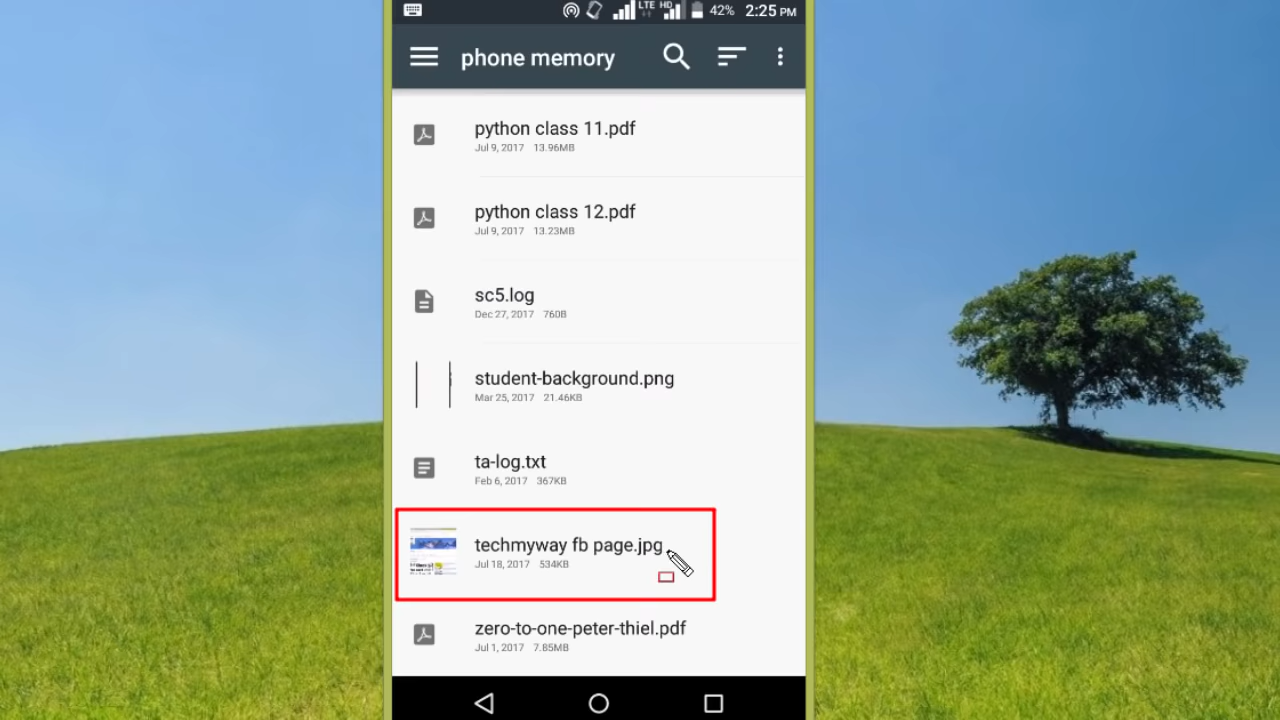 LTE HD 42% 2:25 PM
phone memory
python class 11.pdf
Jul 9, 2017 13.96MB
python class 12.pdf
Jul 9, 2017 13.23MB
sc5.log
Dec 27, 2017 760B
student-background.png
Mar 25, 2017 21.46KB
ta-log.txt
Feb 6, 2017 367KB
techmyway fb page.jpg
Jul 18, 2017 534KB
zero-to-one-peter-thiel.pdf
Jul 1, 2017 7.85MB